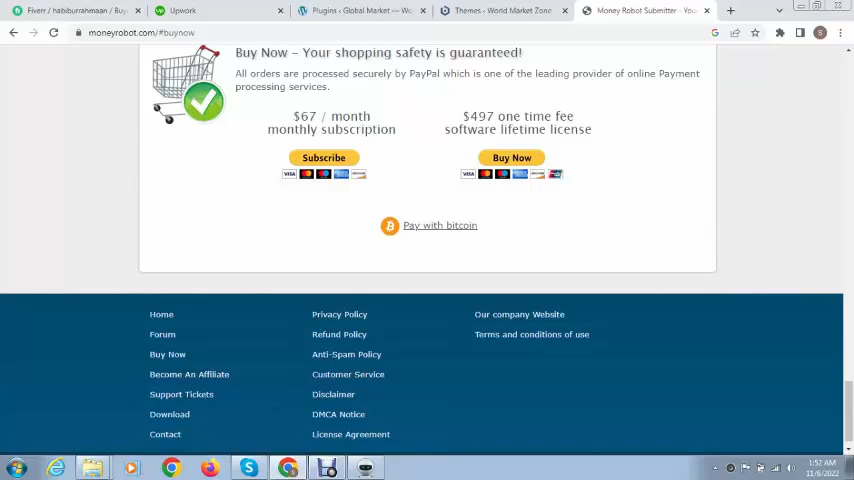 Fiverr / habiburrahmaan / Buy
Upwork
Plugins ‹ Global Market — Wo
Themes ‹ World Market Zone
Money Robot Submitter - Your
moneyrobot.com/#buynow
Buy Now – Your shopping safety is guaranteed!
All orders are processed securely by PayPal which is one of the leading provider of online Payment
processing services.
$67 / month
monthly subscription
Subscribe
$497 one time fee
software lifetime license
Buy Now
Pay with bitcoin
Home
Forum
Buy Now
Become An Affiliate
Support Tickets
Download
Contact
Privacy Policy
Refund Policy
Anti-Spam Policy
Customer Service
Disclaimer
DMCA Notice
License Agreement
Our company Website
Terms and conditions of use
1:52 AM
11/6/2022